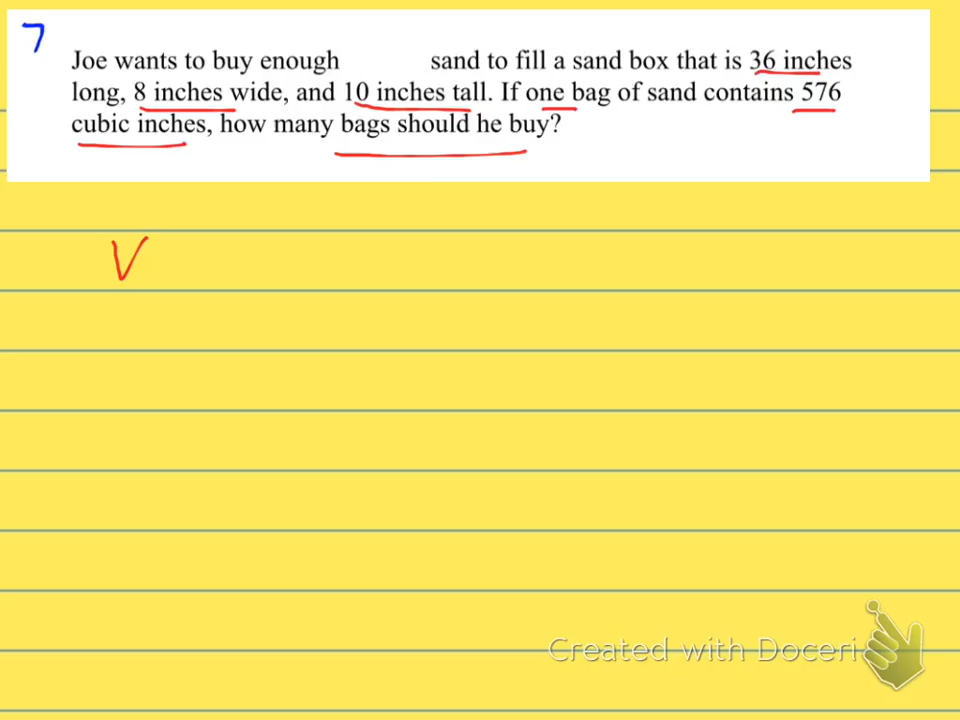 7
Joe wants to buy enough sand to fill a sand box that is 36 inches
long, 8 inches wide, and 10 inches tall. If one bag of sand contains 576
cubic inches, how many bags should he buy?
V
Created with Doceri